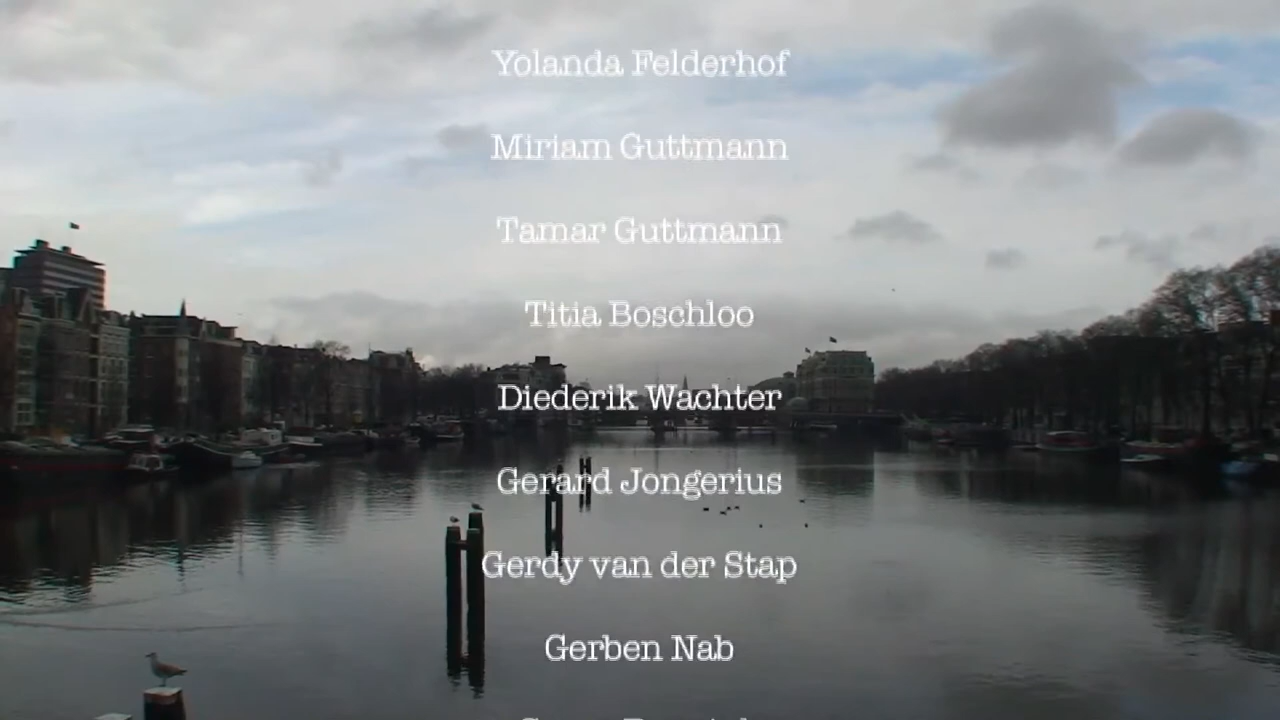 Yolanda Felderhof
Miriam Guttmann
Tamar Guttmann
Titia Boschloo
Diederik Wachter
Gerard Jongerius
Gerdy van der Stap
Gerben Nab